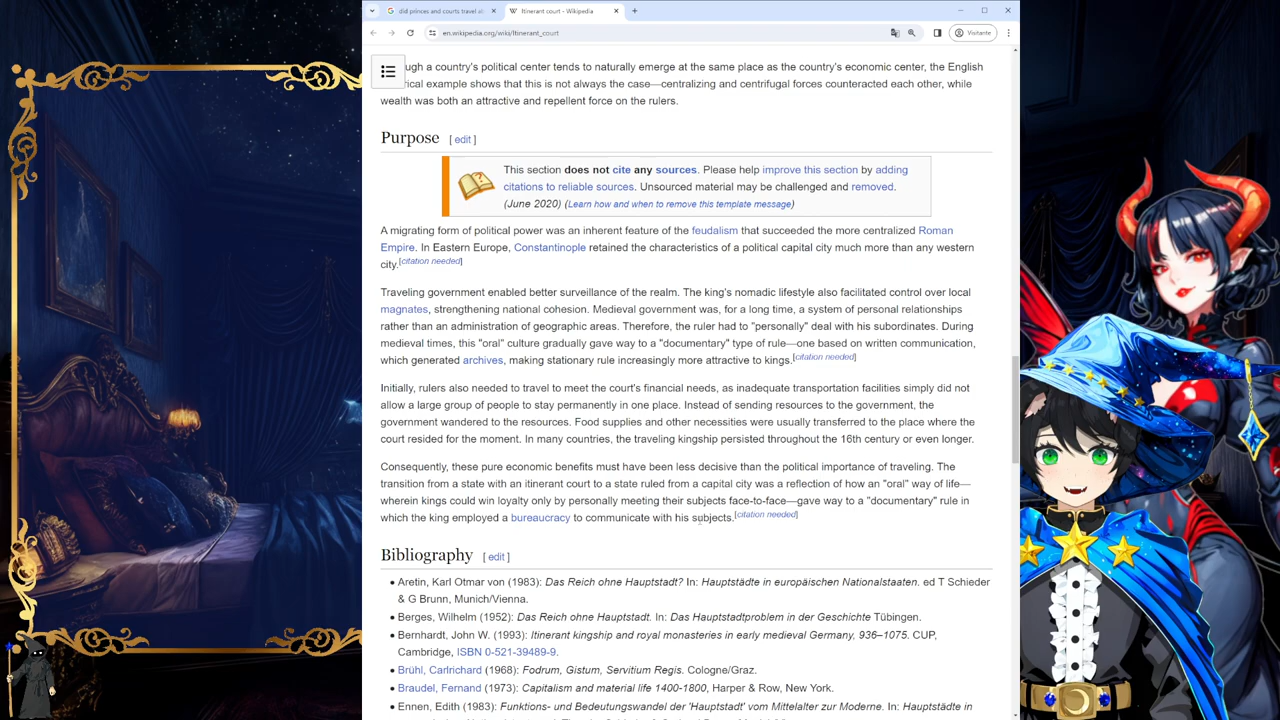 did princes and courts travel al
Itinerant court - Wikipedia
en.wikipedia.org/wiki/Itinerant_court
Visitante
ugh a country's political center tends to naturally emerge at the same place as the country's economic center, the English
rical example shows that this is not always the case—centralizing and centrifugal forces counteracted each other, while
wealth was both an attractive and repellent force on the rulers.
Purpose [ edit ]
This section does not cite any sources. Please help improve this section by adding
citations to reliable sources. Unsourced material may be challenged and removed.
(June 2020) (Learn how and when to remove this template message)
A migrating form of political power was an inherent feature of the feudalism that succeeded the more centralized Roman
Empire. In Eastern Europe, Constantinople retained the characteristics of a political capital city much more than any western
city.[citation needed]
Traveling government enabled better surveillance of the realm. The king's nomadic lifestyle also facilitated control over local
magnates, strengthening national cohesion. Medieval government was, for a long time, a system of personal relationships
rather than an administration of geographic areas. Therefore, the ruler had to "personally" deal with his subordinates. During
medieval times, this "oral" culture gradually gave way to a "documentary" type of rule—one based on written communication,
which generated archives, making stationary rule increasingly more attractive to kings.[citation needed]
Initially, rulers also needed to travel to meet the court's financial needs, as inadequate transportation facilities simply did not
allow a large group of people to stay permanently in one place. Instead of sending resources to the government, the
government wandered to the resources. Food supplies and other necessities were usually transferred to the place where the
court resided for the moment. In many countries, the traveling kingship persisted throughout the 16th century or even longer.
Consequently, these pure economic benefits must have been less decisive than the political importance of traveling. The
transition from a state with an itinerant court to a state ruled from a capital city was a reflection of how an "oral" way of life—
wherein kings could win loyalty only by personally meeting their subjects face-to-face—gave way to a "documentary" rule in
which the king employed a bureaucracy to communicate with his subjects.[citation needed]
Bibliography [ edit ]
• Aretin, Karl Otmar von (1983): Das Reich ohne Hauptstadt? In: Hauptstädte in europäischen Nationalstaaten. ed T Schieder
& G Brunn, Munich/Vienna.
• Berges, Wilhelm (1952): Das Reich ohne Hauptstadt. In: Das Hauptstadtproblem in der Geschichte Tübingen.
• Bernhardt, John W. (1993): Itinerant kingship and royal monasteries in early medieval Germany, 936–1075. CUP,
Cambridge, ISBN 0-521-39489-9.
• Brühl, Carlrichard (1968): Fodrum, Gistum, Servitium Regis. Cologne/Graz.
• Braudel, Fernand (1973): Capitalism and material life 1400-1800, Harper & Row, New York.
• Ennen, Edith (1983): Funktions- und Bedeutungswandel der 'Hauptstadt' vom Mittelalter zur Moderne. In: Hauptstädte in